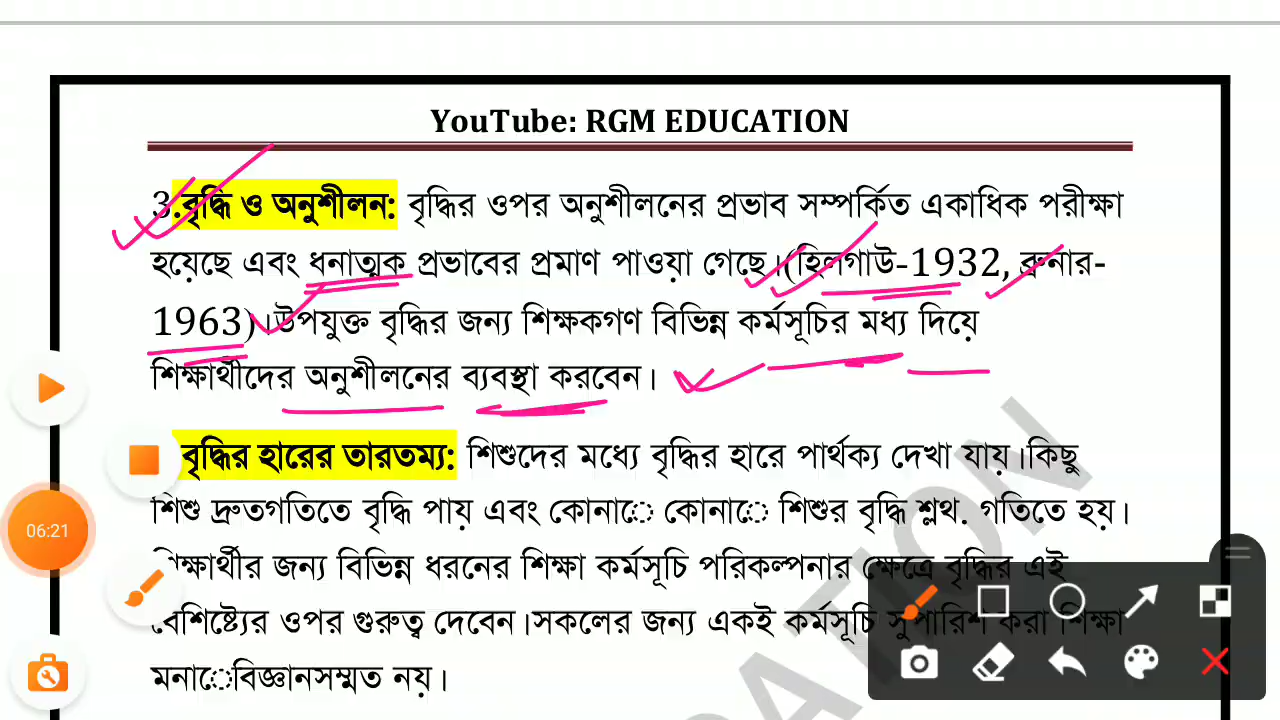 YouTube: RGM EDUCATION
3.বৃদ্ধি ও অনুশীলন: বৃদ্ধির ওপর অনুশীলনের প্রভাব সম্পর্কিত একাধিক পরীক্ষা
হয়েছে এবং ধনাত্মক প্রভাবের প্রমাণ পাওয়া গেছে।(হিলগাউ-1932, ব্রুনার-
1963)।উপযুক্ত বৃদ্ধির জন্য শিক্ষকগণ বিভিন্ন কর্মসূচির মধ্য দিয়ে
শিক্ষার্থীদের অনুশীলনের ব্যবস্থা করবেন।
বৃদ্ধির হারের তারতম্য: শিশুদের মধ্যে বৃদ্ধির হারে পার্থক্য দেখা যায়।কিছু
শিশু দ্রুতগতিতে বৃদ্ধি পায় এবং কোনাে কোনাে শিশুর বৃদ্ধি শ্লথ. গতিতে হয়।
শিক্ষার্থীর জন্য বিভিন্ন ধরনের শিক্ষা কর্মসূচি পরিকল্পনার ক্ষেত্রে বৃদ্ধির এই
বৈশিষ্ট্যের ওপর গুরুত্ব দেবেন।সকলের জন্য একই কর্মসূচি সুপারিশ করা শিক্ষা
মনােবিজ্ঞানসম্মত নয়।
06:21